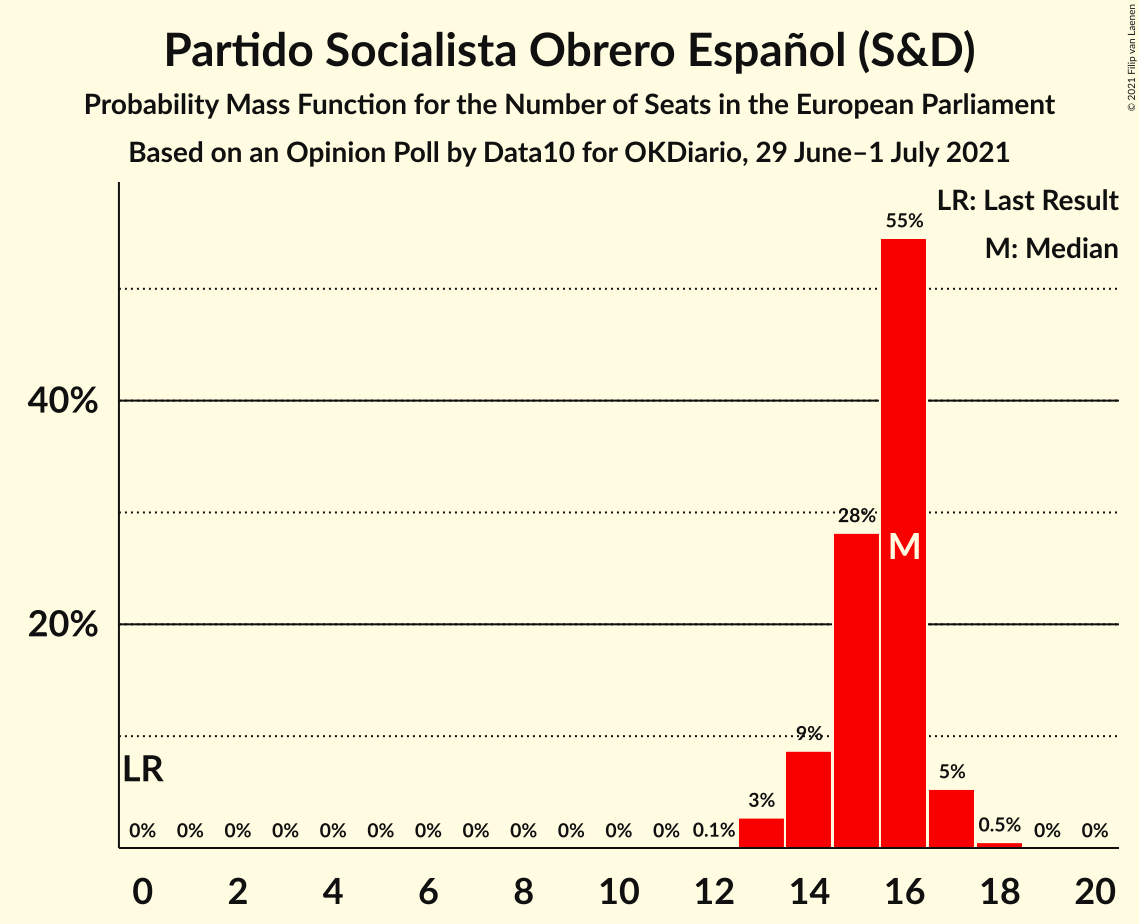 Partido Socialista Obrero Español (S&D)
Probability Mass Function for the Number of Seats in the European Parliament
Based on an Opinion Poll by Data10 for OKDiario, 29 June–1 July 2021
© 2021 Filip van Laenen
LR: Last Result
M: Median
55%
40%
28%
M
20%
9%
LR
5%
3%
0% 0% 0% 0% 0% 0% 0% 0% 0% 0% 0% 0% 0.1% 0.5% 0% 0%
0 2 4 6 8 10 12 14 16 18 20